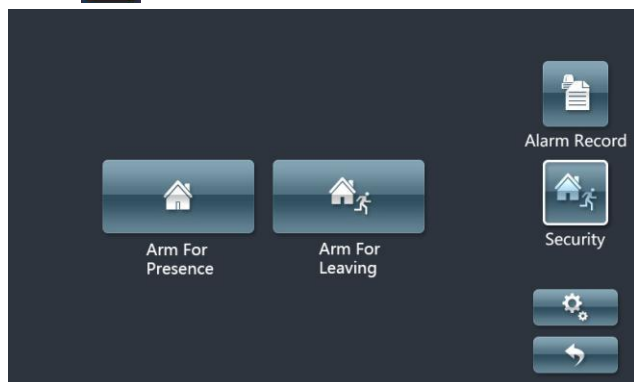 Alarm Record
Arm For
Presence
Arm For
Leaving
Security